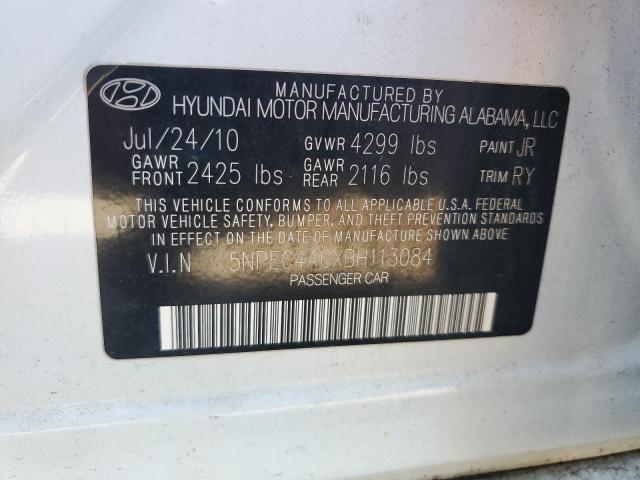 MANUFACTURED BY
HYUNDAI MOTOR MANUFACTURING ALABAMA, LLC
Jul/24/10 GVWR 4299 lbs PAINT JR
GAWR FRONT 2425 lbs GAWR REAR 2116 lbs TRIM RY
THIS VEHICLE CONFORMS TO ALL APPLICABLE U.S.A. FEDERAL
MOTOR VEHICLE SAFETY, BUMPER, AND THEFT PREVENTION STANDARDS
IN EFFECT ON THE DATE OF MANUFACTURE SHOWN ABOVE.
V.I.N 5NPEC4ACXBH113084
PASSENGER CAR